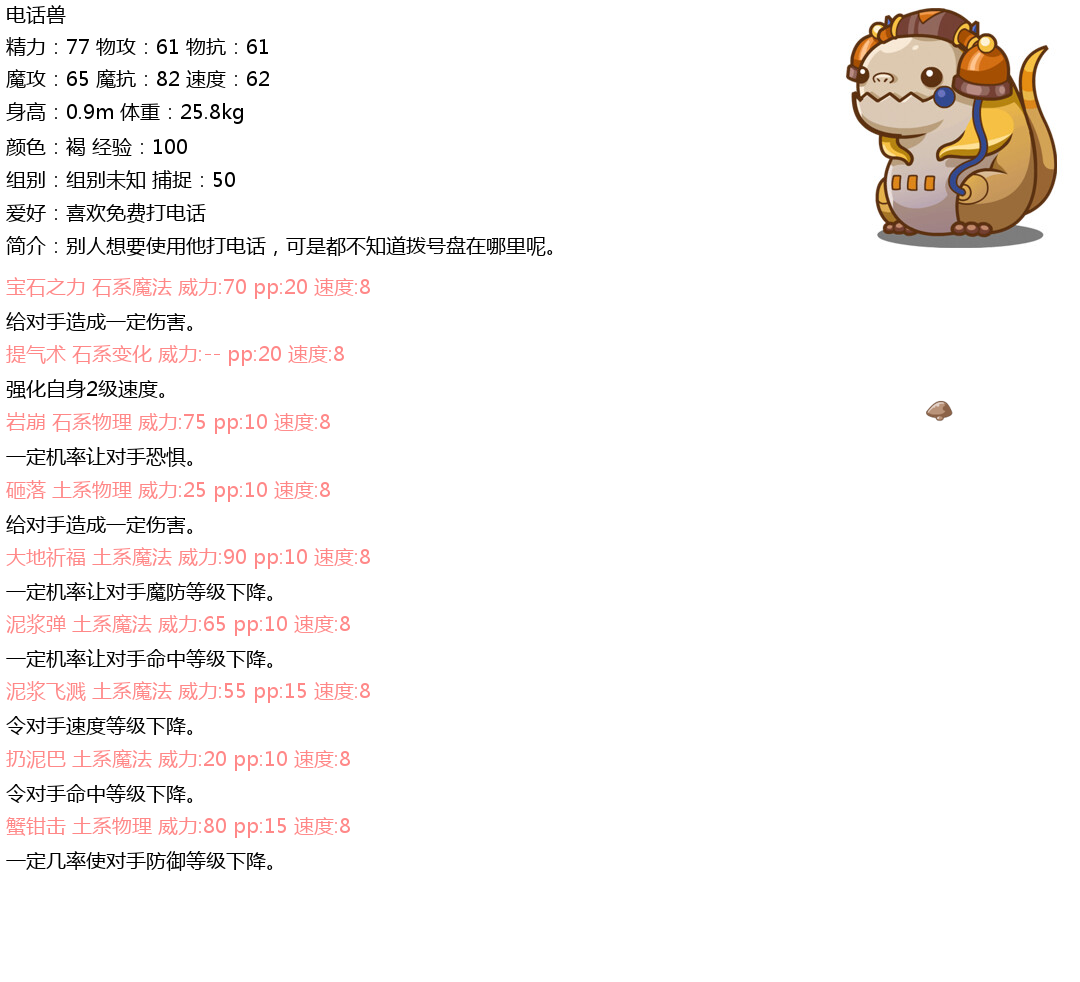 电话兽
精力：77 物攻：61 物抗：61
魔攻：65 魔抗：82 速度：62
身高：0.9m 体重：25.8kg
颜色：褐 经验：100
组别：组别未知 捕捉：50
爱好：喜欢免费打电话
简介：别人想要使用他打电话，可是都不知道拨号盘在哪里呢。
宝石之力 石系魔法 威力:70 pp:20 速度:8
给对手造成一定伤害。
提气术 石系变化 威力:-- pp:20 速度:8
强化自身2级速度。
岩崩 石系物理 威力:75 pp:10 速度:8
一定机率让对手恐惧。
砸落 土系物理 威力:25 pp:10 速度:8
给对手造成一定伤害。
大地祈福 土系魔法 威力:90 pp:10 速度:8
一定机率让对手魔防等级下降。
泥浆弹 土系魔法 威力:65 pp:10 速度:8
一定机率让对手命中等级下降。
泥浆飞溅 土系魔法 威力:55 pp:15 速度:8
令对手速度等级下降。
扔泥巴 土系魔法 威力:20 pp:10 速度:8
令对手命中等级下降。
蟹钳击 土系物理 威力:80 pp:15 速度:8
一定几率使对手防御等级下降。